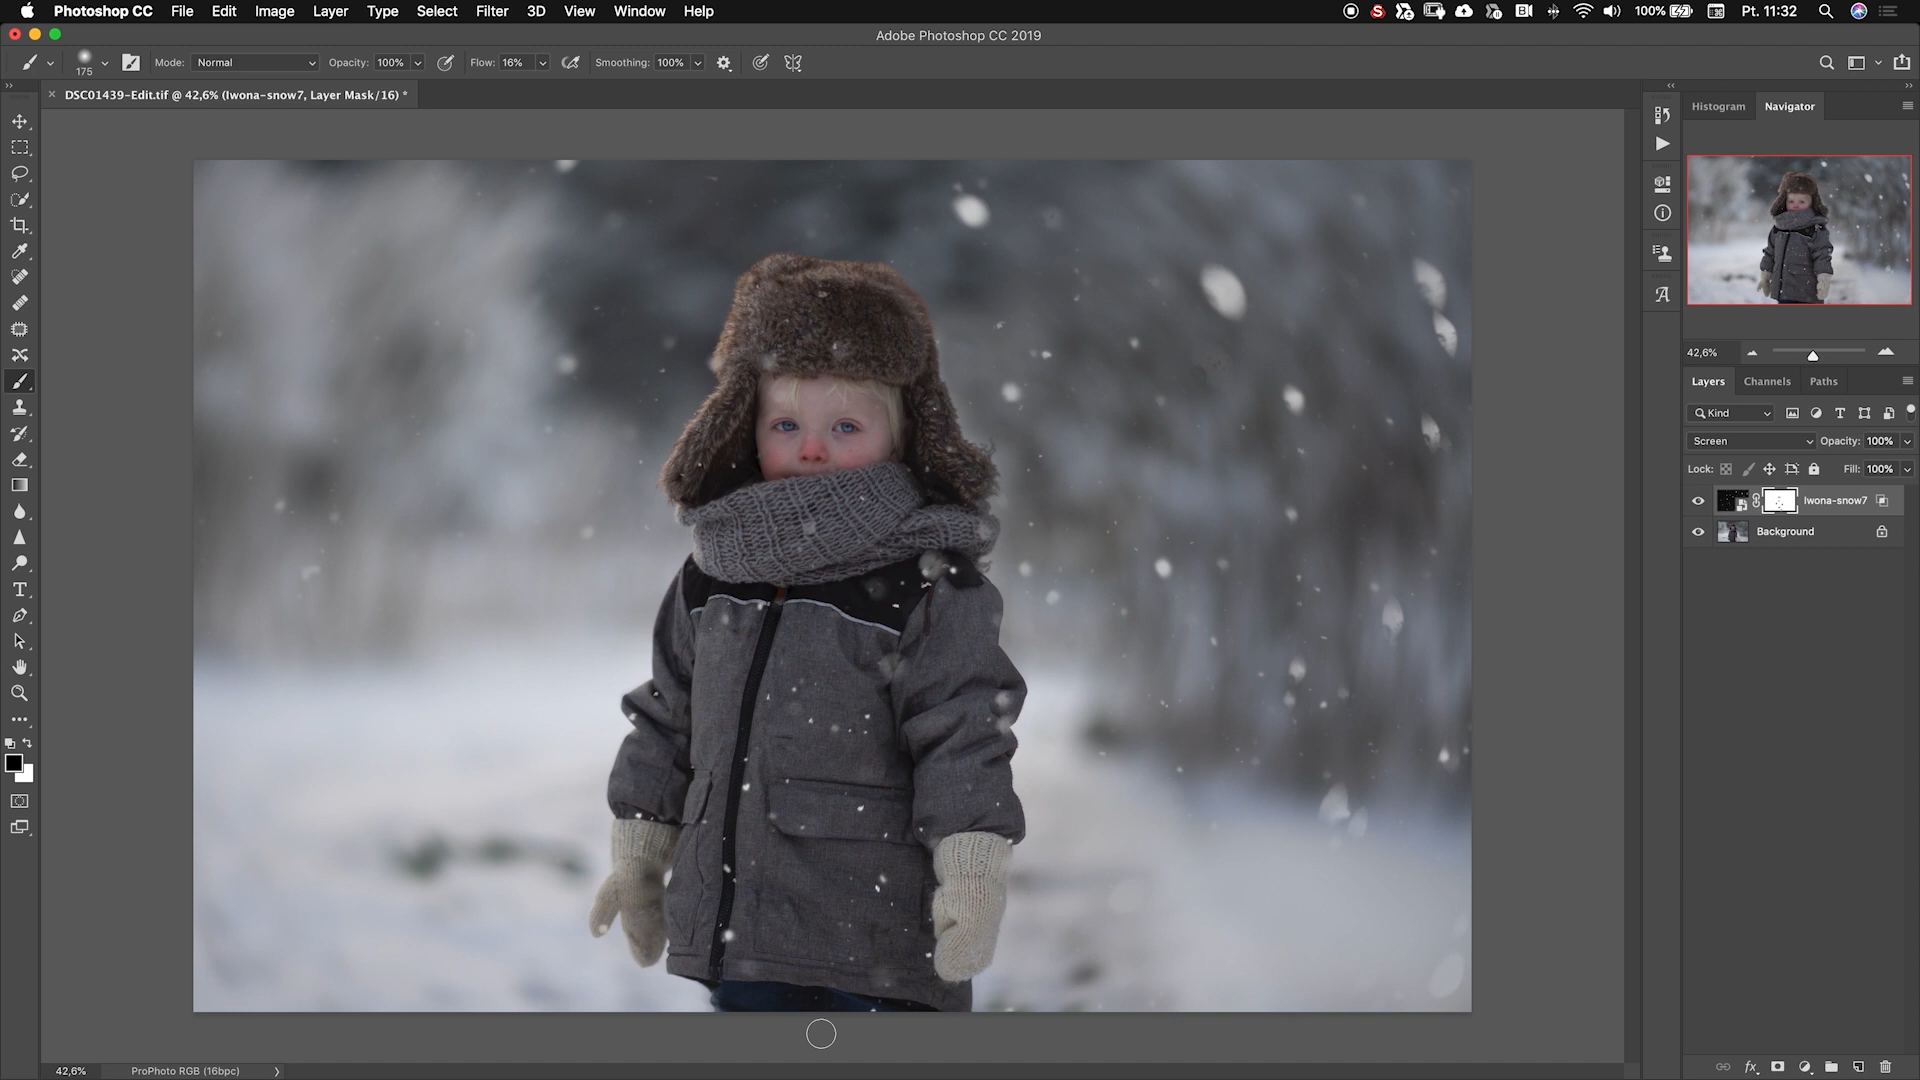 Photoshop CC File Edit Image Layer Type Select Filter 3D View Window Help 100% Pt. 11:32
Adobe Photoshop CC 2019
175 Mode: Normal Opacity: 100% Flow: 16% Smoothing: 100%
DSC01439-Edit.tif @ 42,6% (Iwona-snow7, Layer Mask/16) *
Histogram Navigator
42,6%
Layers Channels Paths
Kind
Screen Opacity: 100%
Lock: Fill: 100%
Iwona-snow7
Background
42,6% ProPhoto RGB (16bpc)